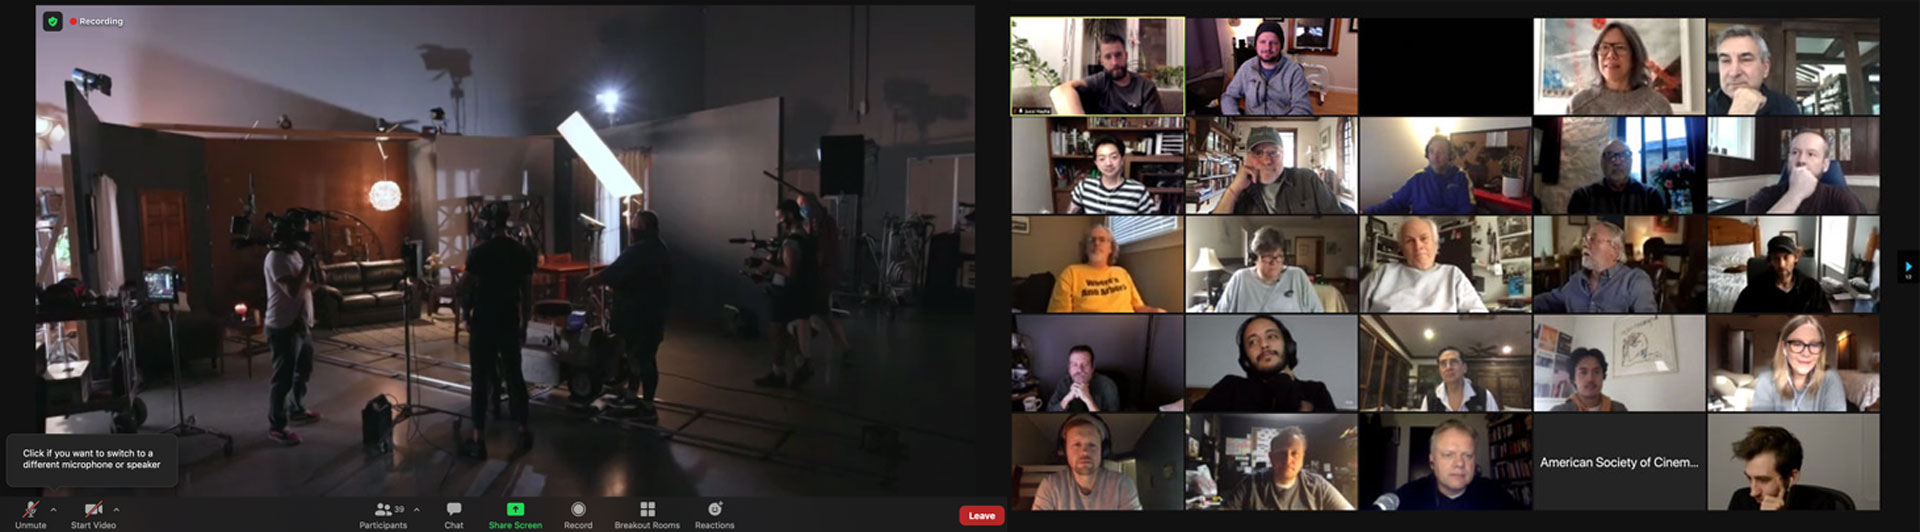 Recording
Click if you want to switch to a
different microphone or speaker
Unmute
Start Video
39
Participants
Chat
Share Screen
Record
Breakout Rooms
Reactions
Leave
American Society of Cinem...